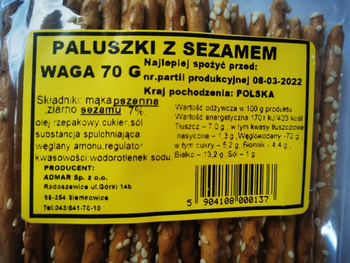 PALUSZKI Z SEZAMEM
WAGA 70 G
Najlepiej spożyć przed:
nr.partii produkcyjnej 08-03-2022
Kraj pochodzenia: POLSKA
Składniki: mąka pszenna,
ziarno sezamu 7%,
olej rzepakowy, cukier, sól,
substancja spulchniająca
węglany amonu, regulator
kwasowości: wodorotlenek sodu.
Wartość odżywcza w 100 g produktu
Wartość energetyczna 1701 kJ/403 kcal
Tłuszcz – 7,0 g, w tym kwasy tłuszczowe
nasycone – 1,3 g, Węglowodany - 72 g,
w tym cukry – 5,2 g, Błonnik - 4,4 g,
Białko – 13,2 g, Sól – 1 g
PRODUCENT:
ADMAR Sp. z o.o.
Radoszewice ul.Górki 14b
98-354 Siemkowice
Tel:043/841-70-10
5 904108 000137